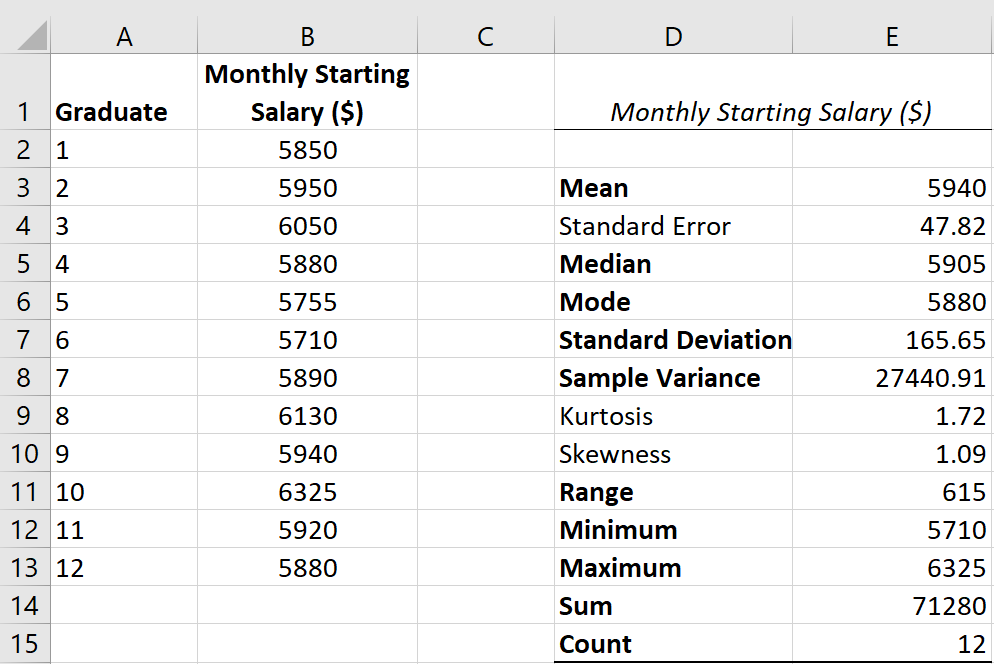 A B C D E
Monthly Starting
1 Graduate Salary ($) Monthly Starting Salary ($)
2 1 5850
3 2 5950 Mean 5940
4 3 6050 Standard Error 47.82
5 4 5880 Median 5905
6 5 5755 Mode 5880
7 6 5710 Standard Deviation 165.65
8 7 5890 Sample Variance 27440.91
9 8 6130 Kurtosis 1.72
10 9 5940 Skewness 1.09
11 10 6325 Range 615
12 11 5920 Minimum 5710
13 12 5880 Maximum 6325
14 Sum 71280
15 Count 12